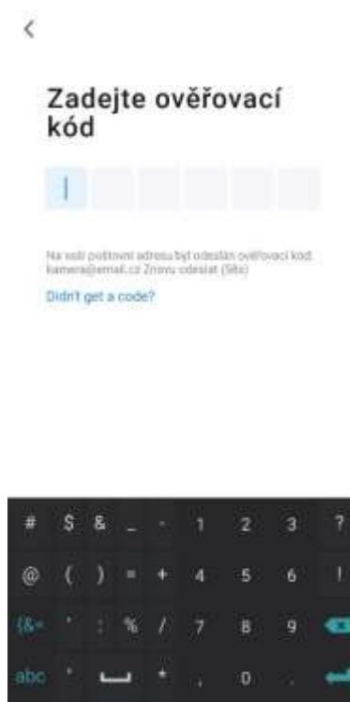 Zadejte ověřovací
kód
Na vaši poštovní adresu byl odeslán ověřovací kód:
kamera@email.cz Znovu odeslat (58s)
Didn't get a code?
# $ & _ - 1 2 3 ?
@ ( ) = + 4 5 6 !
{&= " : % / 7 8 9
abc ' * , 0 .